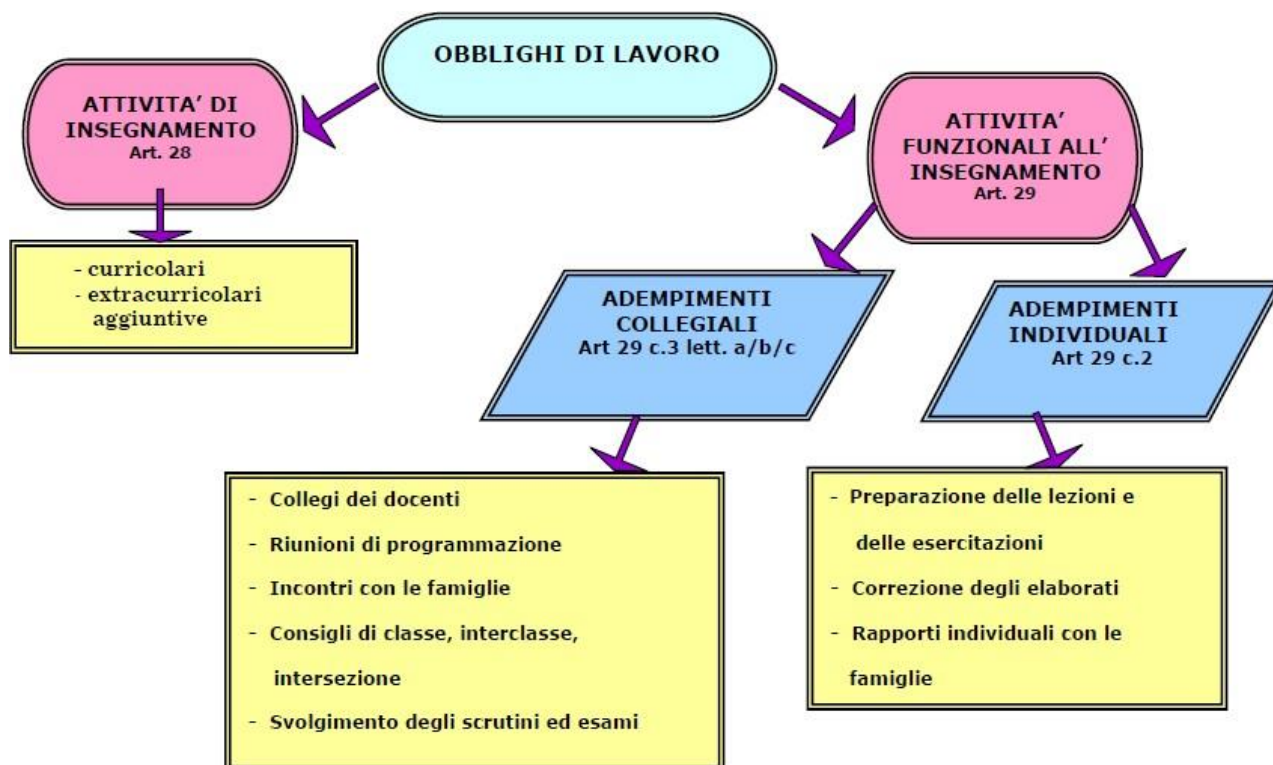 OBBLIGHI DI LAVORO
ATTIVITA’ DI
INSEGNAMENTO
Art. 28
ATTIVITA’
FUNZIONALI ALL’
INSEGNAMENTO
Art. 29
- curricolari
- extracurricolari
aggiuntive
ADEMPIMENTI
COLLEGIALI
Art 29 c.3 lett. a/b/c
ADEMPIMENTI
INDIVIDUALI
Art 29 c.2
- Collegi dei docenti
- Riunioni di programmazione
- Incontri con le famiglie
- Consigli di classe, interclasse,
intersezione
- Svolgimento degli scrutini ed esami
- Preparazione delle lezioni e
delle esercitazioni
- Correzione degli elaborati
- Rapporti individuali con le
famiglie